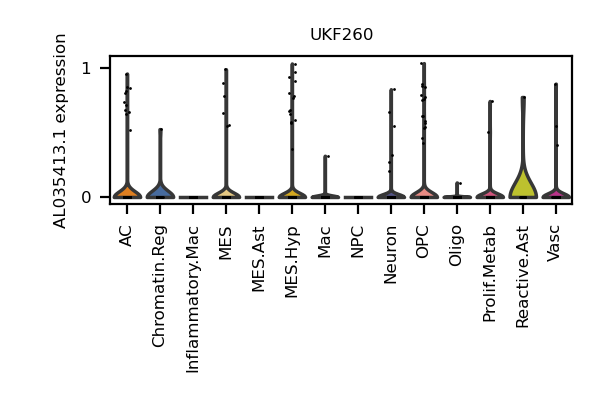 UKF260
AL035413.1 expression
1
0
AC
Chromatin.Reg
Inflammatory.Mac
MES
MES.Ast
MES.Hyp
Mac
NPC
Neuron
OPC
Oligo
Prolif.Metab
Reactive.Ast
Vasc